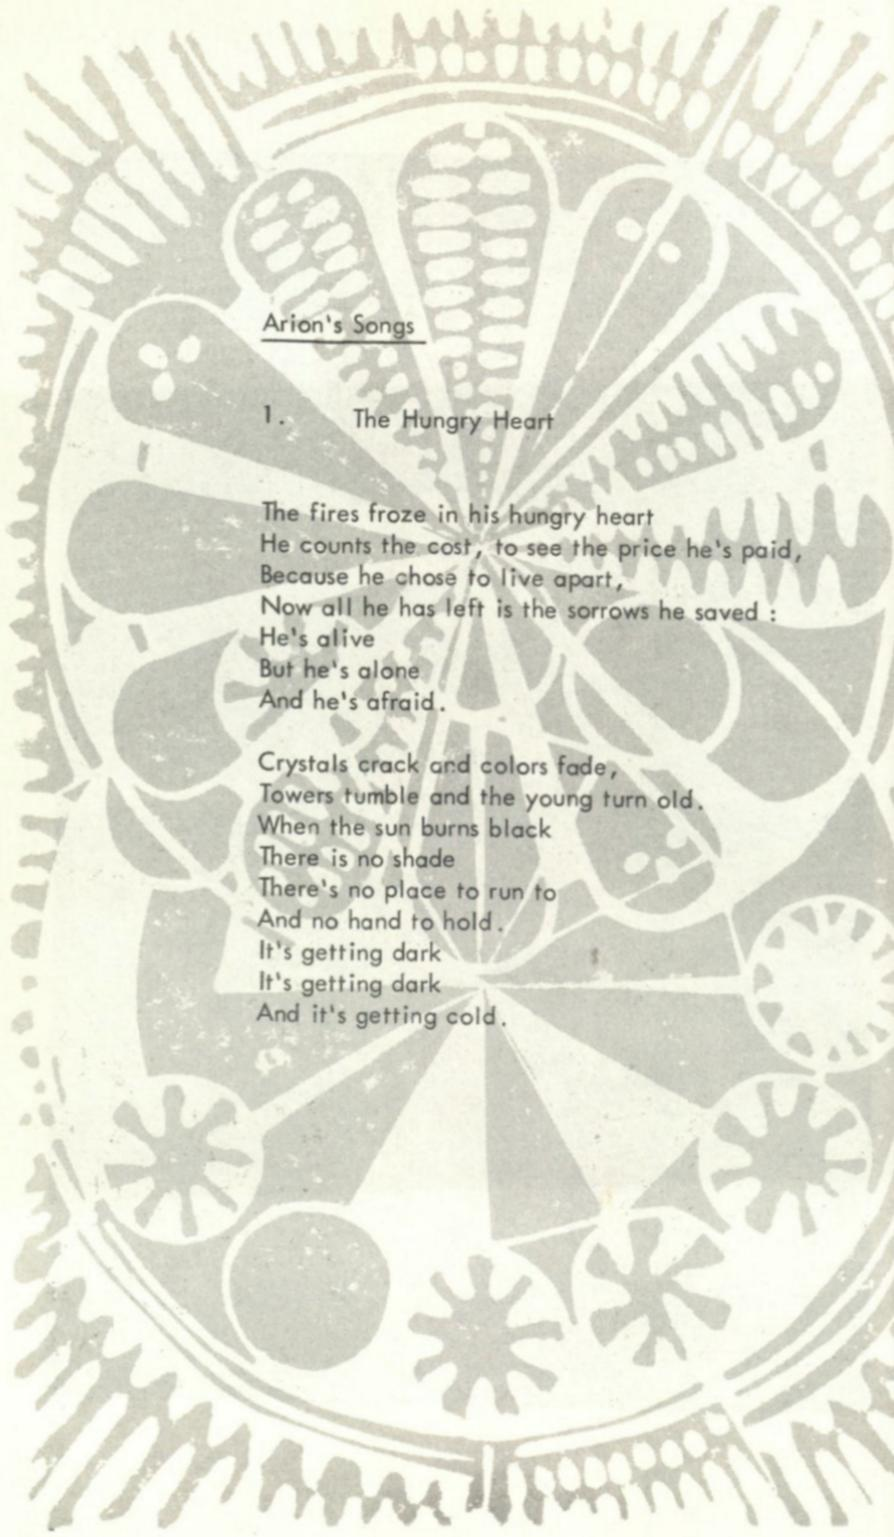 Arion's Songs
1. The Hungry Heart
The fires froze in his hungry heart
He counts the cost, to see the price he's paid,
Because he chose to live apart,
Now all he has left is the sorrows he saved :
He's alive
But he's alone
And he's afraid.
Crystals crack and colors fade,
Towers tumble and the young turn old.
When the sun burns black
There is no shade
There's no place to run to
And no hand to hold.
It's getting dark
It's getting dark
And it's getting cold.